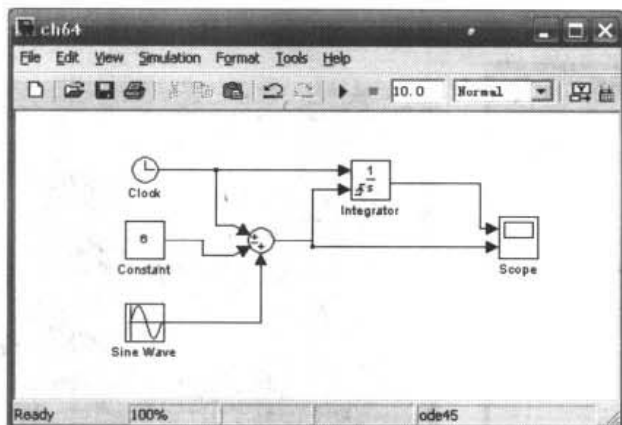 ch64
File Edit View Simulation Format Tools Help
10.0 Normal
Clock
1
s
Integrator
6
Constant
Scope
Sine Wave
Ready 100% ode45